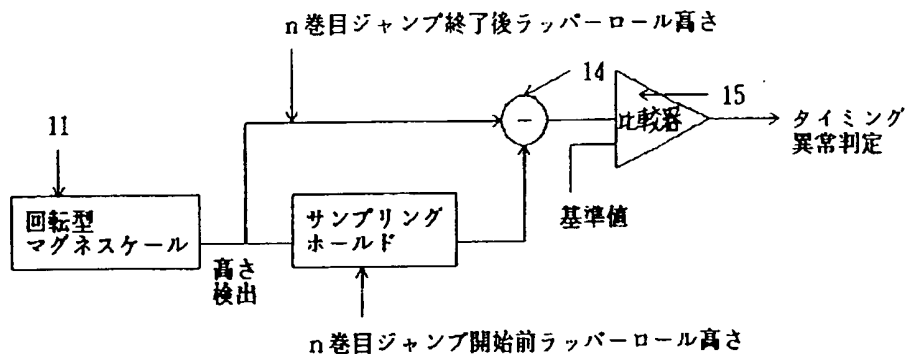 n巻目ジャンプ終了後ラッパーロール高さ
14
15
11
−
比較器
タイミング
異常判定
回転型
マグネスケール
サンプリング
ホールド
基準値
高さ
検出
n巻目ジャンプ開始前ラッパーロール高さ